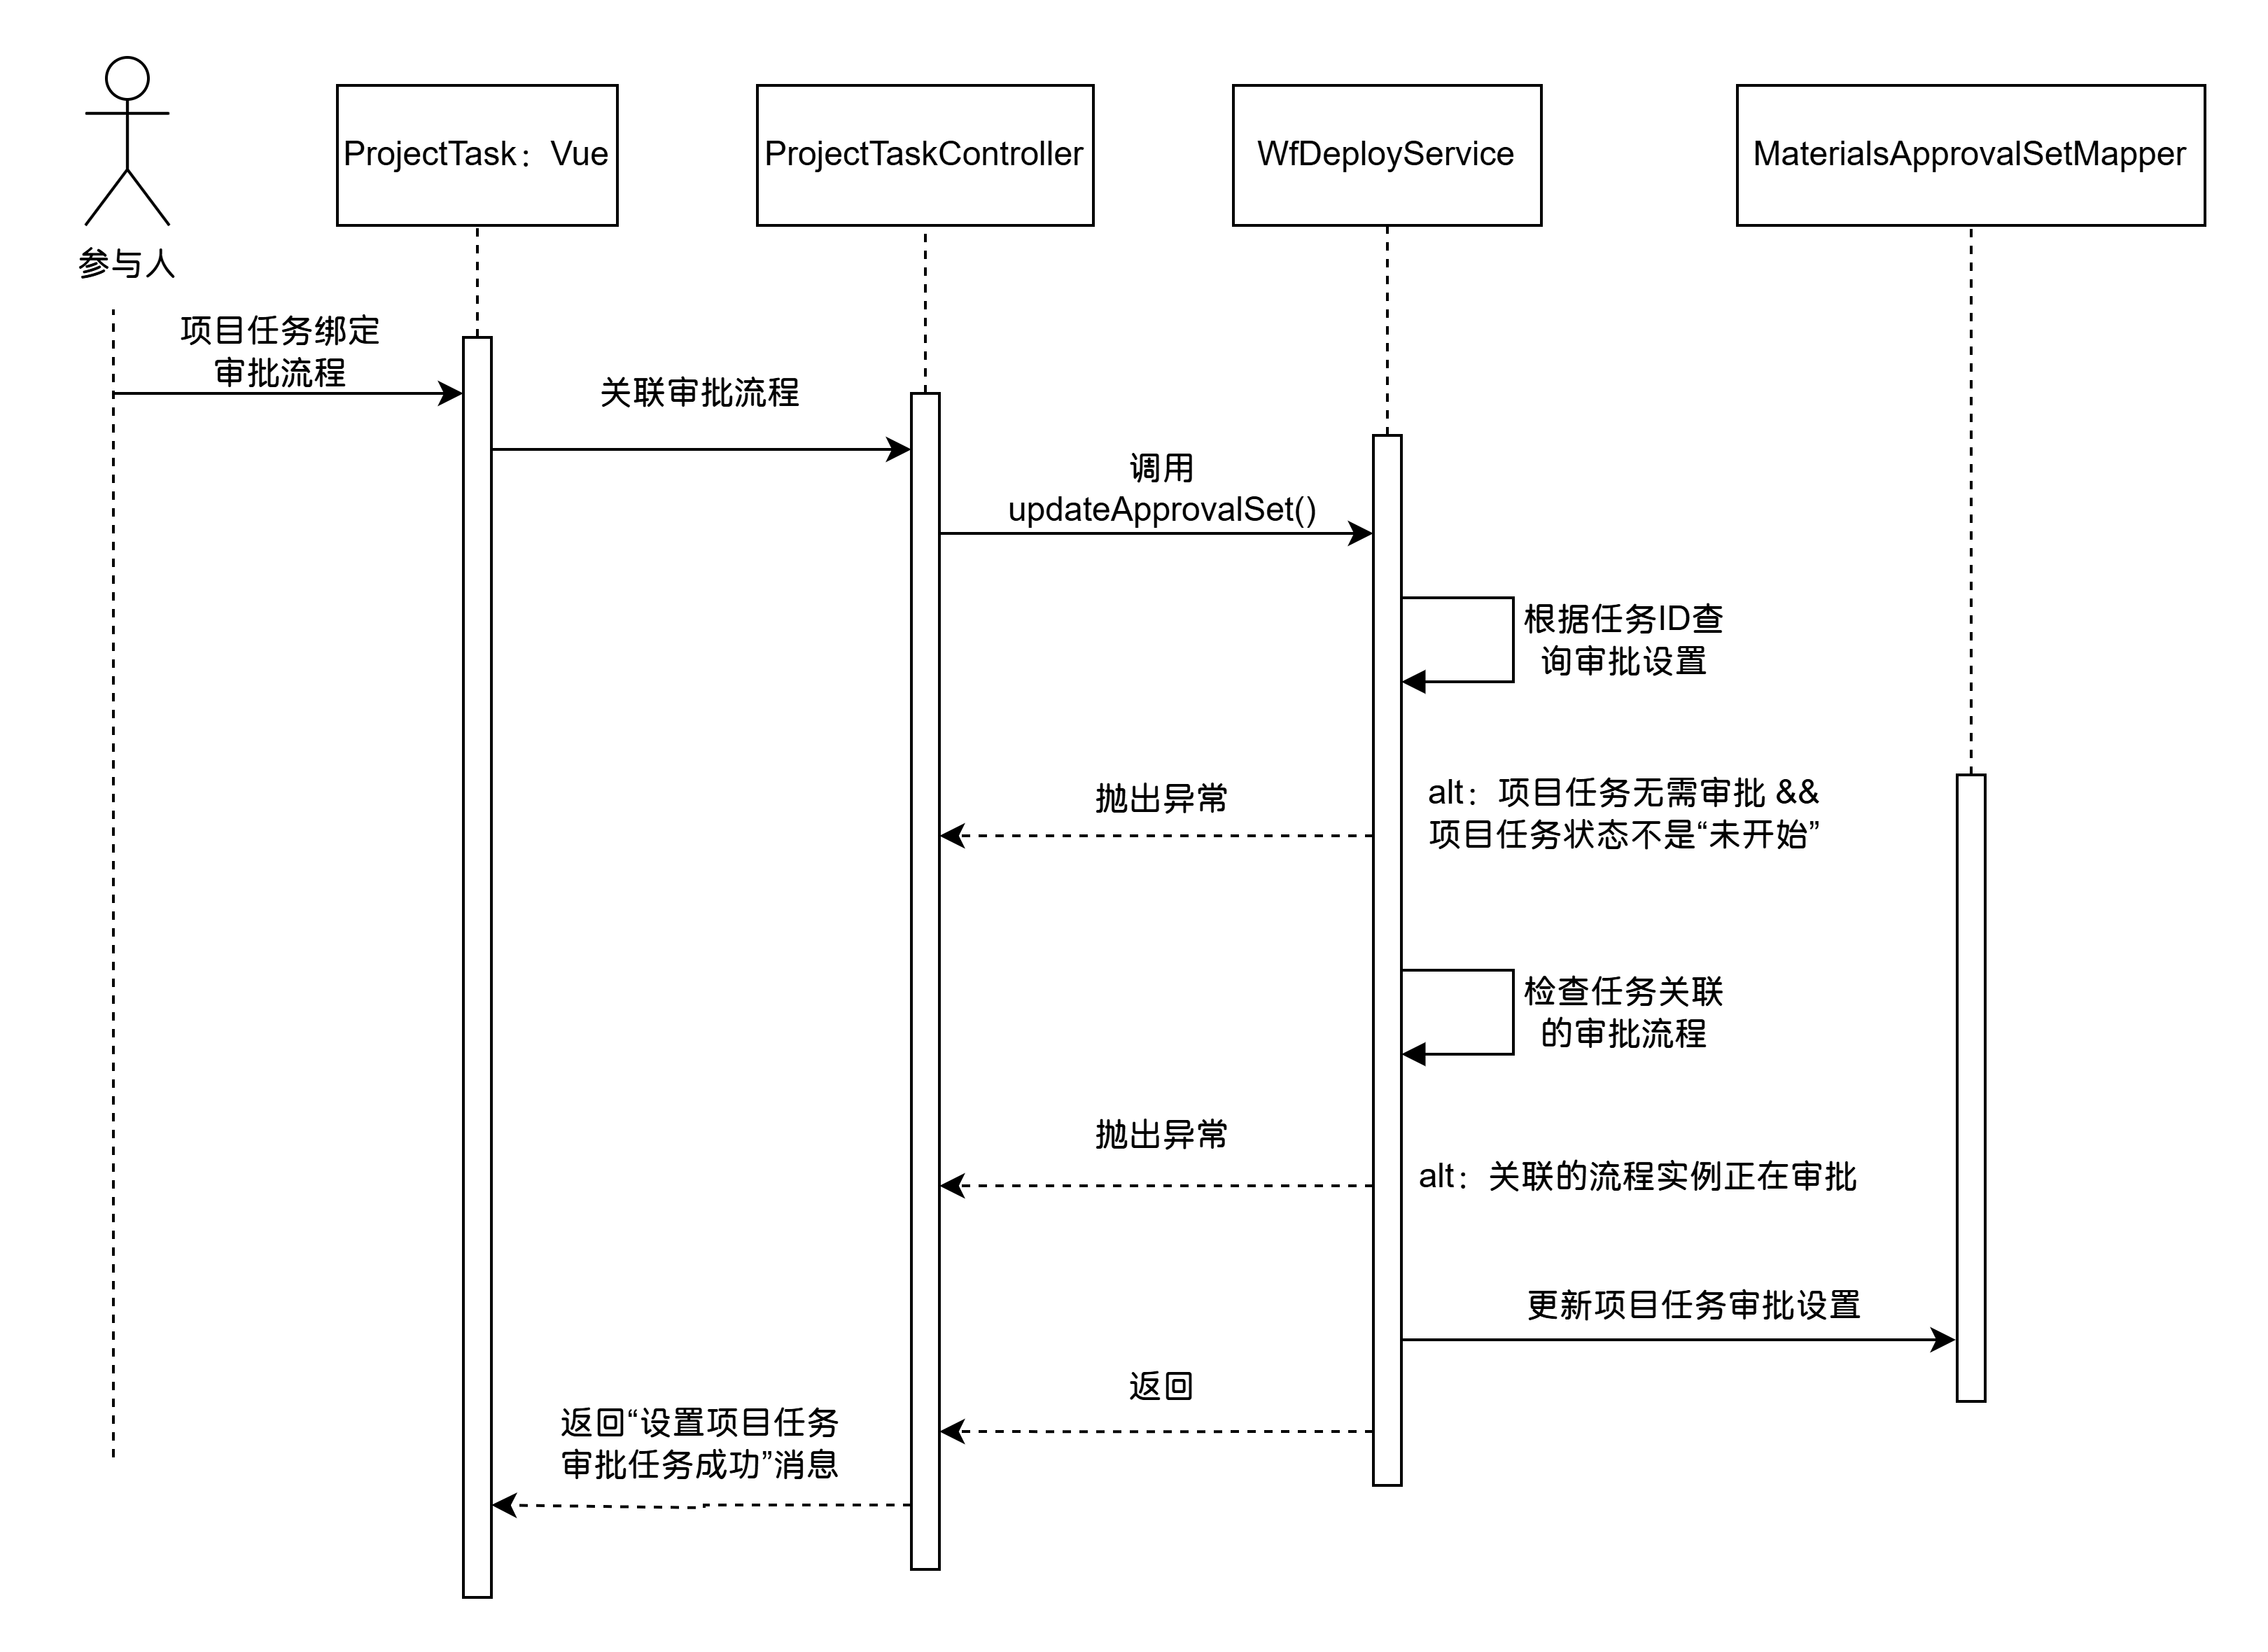 ProjectTask：Vue
ProjectTaskController
WfDeployService
MaterialsApprovalSetMapper
参与人
项目任务绑定
审批流程
关联审批流程
调用
updateApprovalSet()
根据任务ID查
询审批设置
抛出异常
alt：项目任务无需审批 &&
项目任务状态不是“未开始”
检查任务关联
的审批流程
抛出异常
alt：关联的流程实例正在审批
更新项目任务审批设置
返回
返回“设置项目任务
审批任务成功”消息